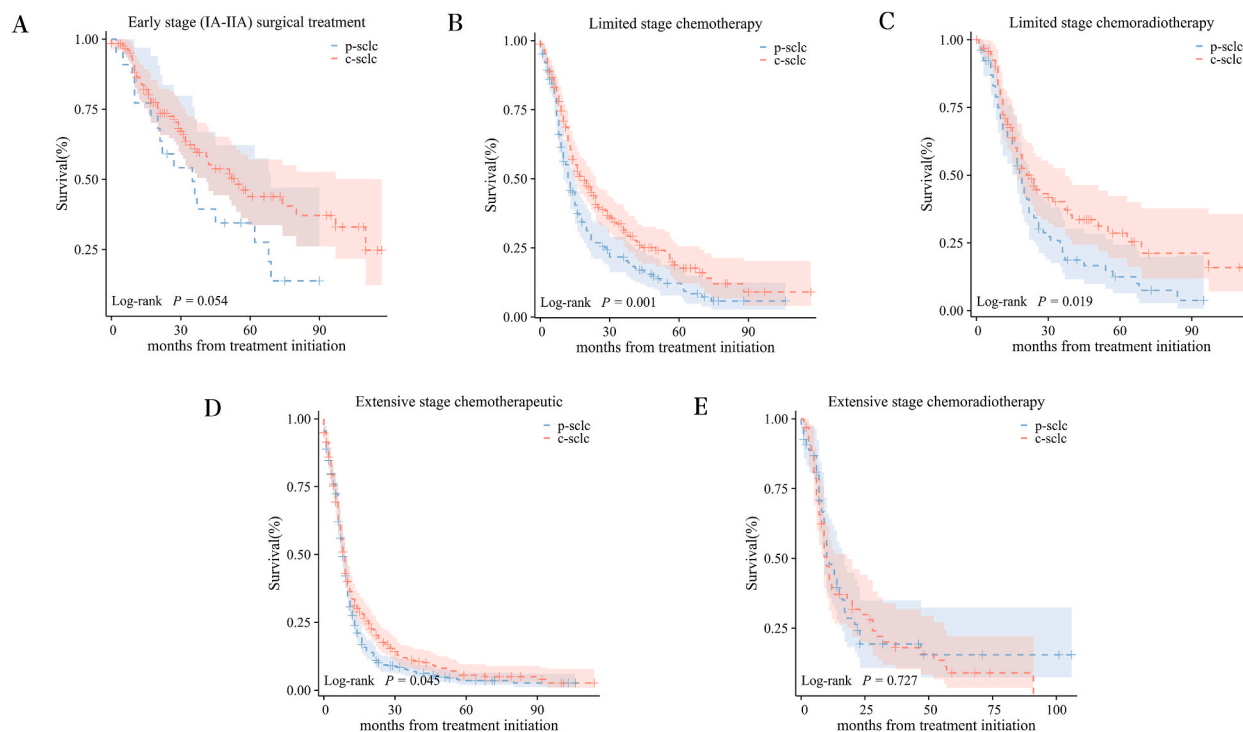 A
Early stage (IA-IIA) surgical treatment
p-sclc
c-sclc
1.00
0.75
0.50
0.25
Survival(%)
Log-rank P = 0.054
0
30
60
90
months from treatment initiation
B
Limited stage chemotherapy
p-sclc
c-sclc
1.00
0.75
0.50
0.25
0.00
Survival(%)
Log-rank P = 0.001
0
30
60
90
months from treatment initiation
C
Limited stage chemoradiotherapy
p-sclc
c-sclc
1.00
0.75
0.50
0.25
0.00
Survival(%)
Log-rank P = 0.019
0
30
60
90
months from treatment initiation
D
Extensive stage chemotherapeutic
p-sclc
c-sclc
1.00
0.75
0.50
0.25
0.00
Survival(%)
Log-rank P = 0.045
0
30
60
90
months from treatment initiation
E
Extensive stage chemoradiotherapy
p-sclc
c-sclc
1.00
0.75
0.50
0.25
Survival(%)
Log-rank P = 0.727
0
25
50
75
100
months from treatment initiation